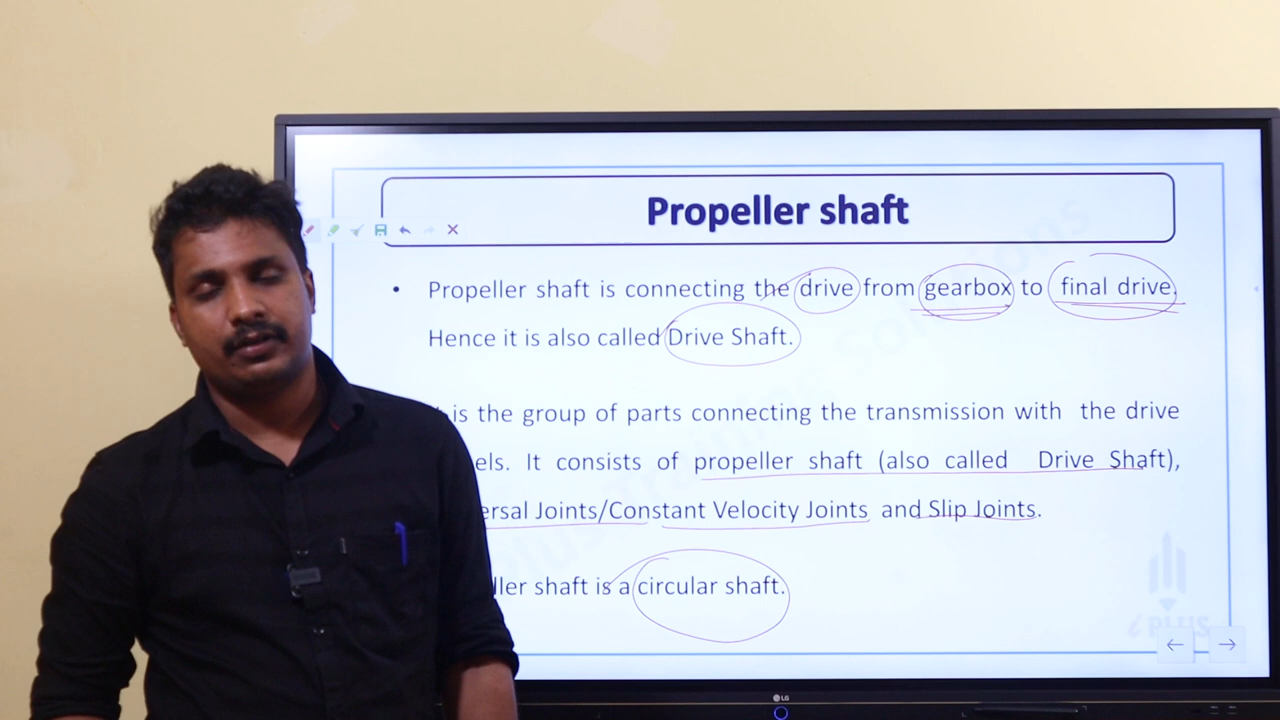 Propeller shaft
• Propeller shaft is connecting the drive from gearbox to final drive.
Hence it is also called Drive Shaft.
is the group of parts connecting the transmission with the drive
els. It consists of propeller shaft (also called Drive Shaft),
ersal Joints/Constant Velocity Joints and Slip Joints.
ller shaft is a circular shaft.
iPLUS
LG